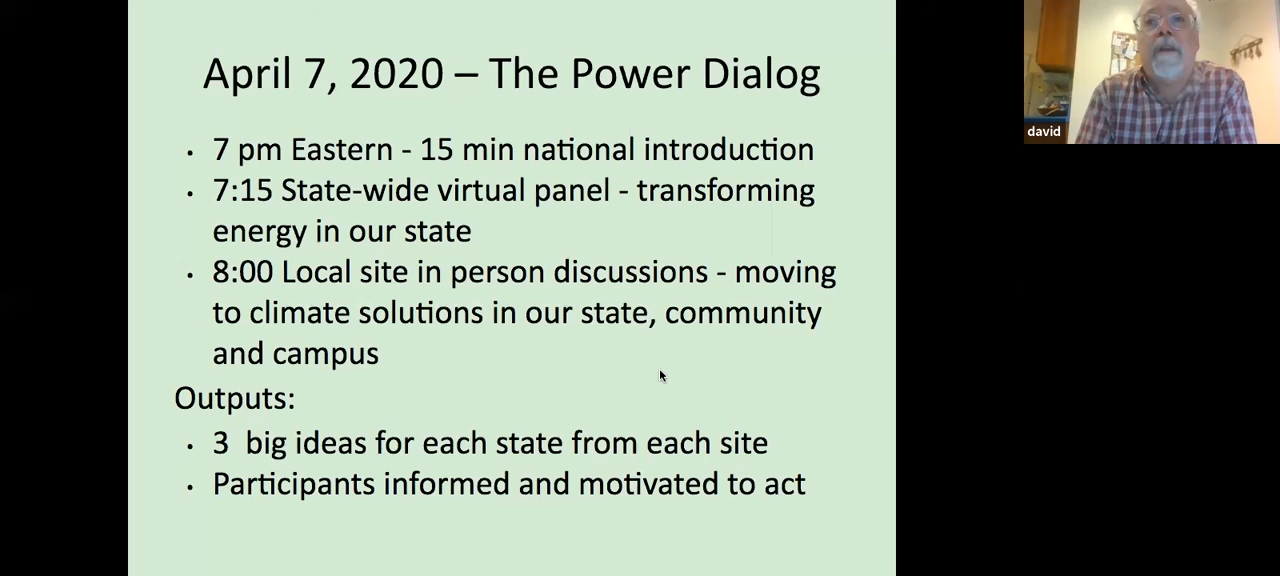 April 7, 2020 – The Power Dialog
• 7 pm Eastern - 15 min national introduction
• 7:15 State-wide virtual panel - transforming
energy in our state
• 8:00 Local site in person discussions - moving
to climate solutions in our state, community
and campus
Outputs:
• 3  big ideas for each state from each site
• Participants informed and motivated to act
david